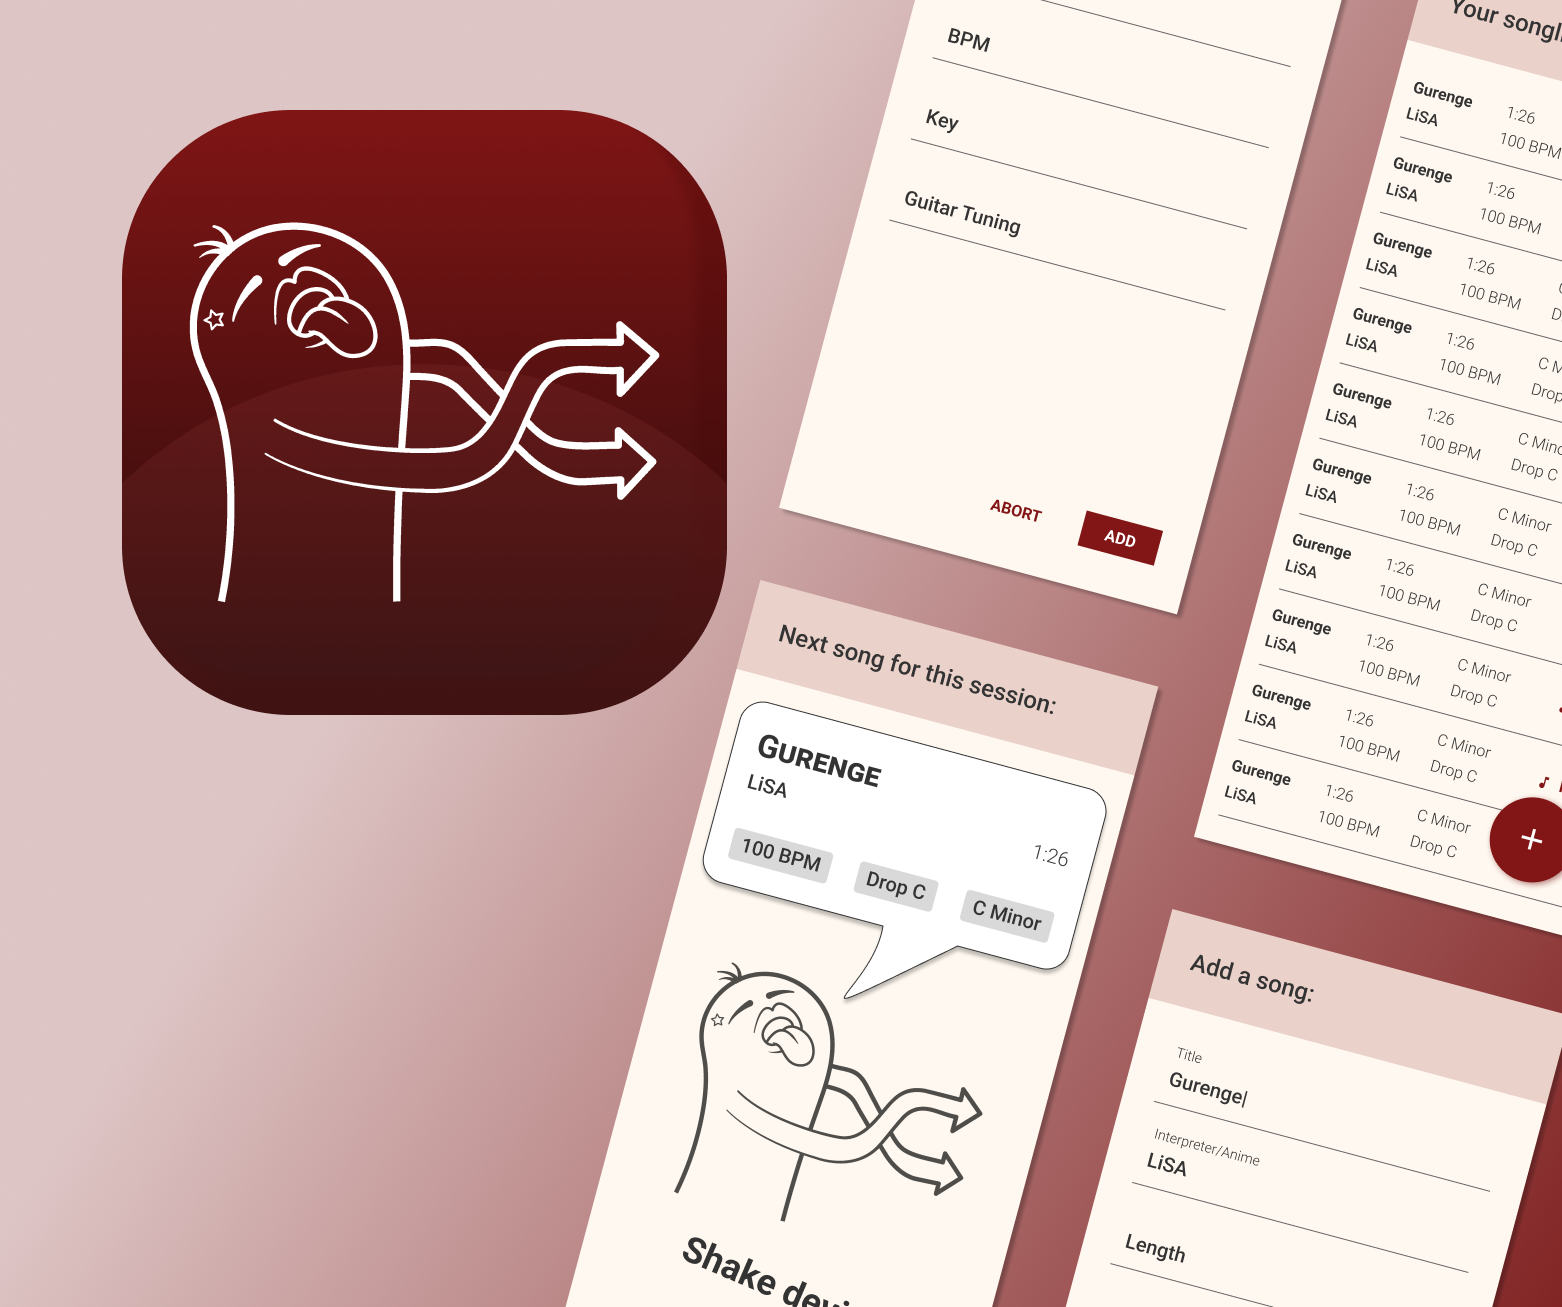 BPM
Key
Guitar Tuning
ABORT
ADD
Gurenge
LiSA
1:26
100 BPM
Gurenge
LiSA
1:26
100 BPM
Gurenge
LiSA
1:26
100 BPM
Gurenge
LiSA
1:26
100 BPM
Gurenge
LiSA
1:26
100 BPM
C Minor
Drop C
Gurenge
LiSA
1:26
100 BPM
C Minor
Drop C
Gurenge
LiSA
1:26
100 BPM
C Minor
Drop C
Gurenge
LiSA
1:26
100 BPM
C Minor
Drop C
Gurenge
LiSA
1:26
100 BPM
C Minor
Drop C
Gurenge
LiSA
1:26
100 BPM
C Minor
Drop C
+
Your
Next song for this session:
GURENGE
LiSA
1:26
100 BPM
Drop C
C Minor
Shake
Add a song:
Title
Gurenge
Interpreter/Anime
LiSA
Length